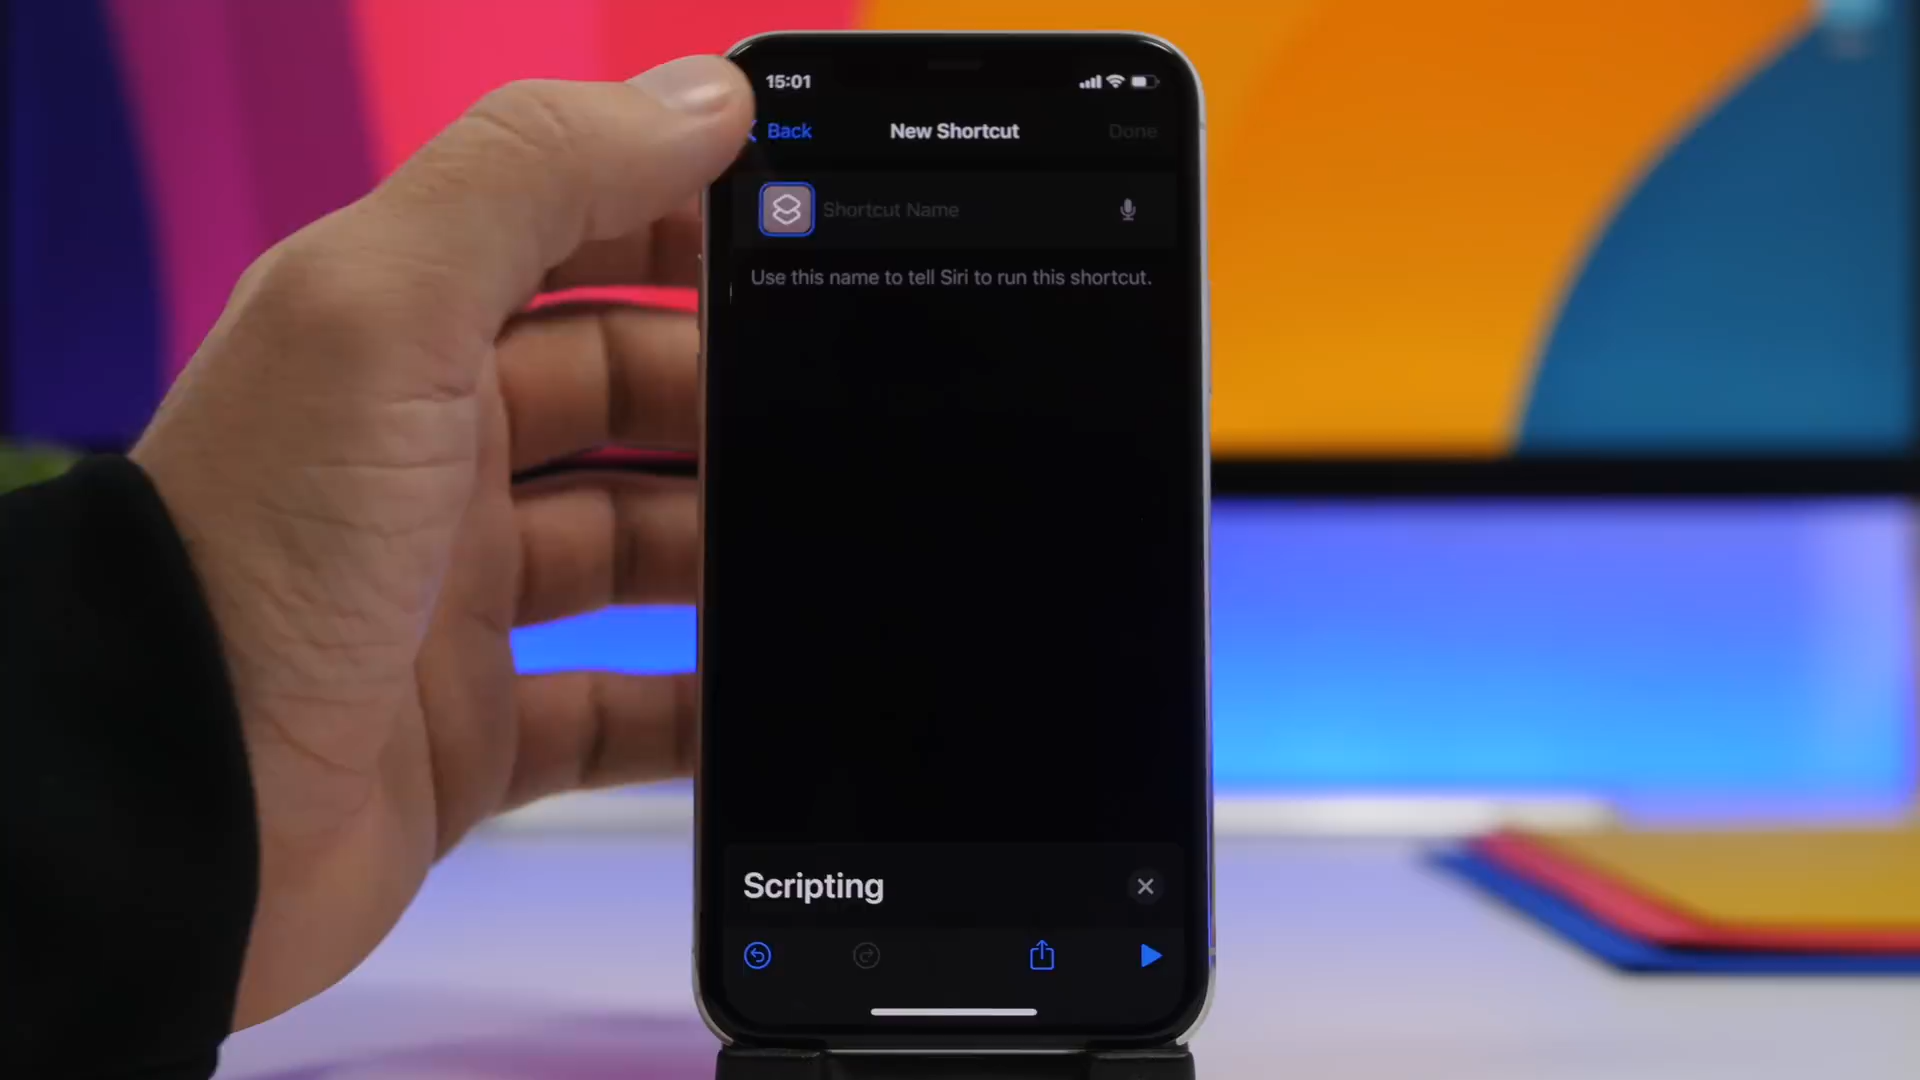 15:01
Back
New Shortcut
Done
Shortcut Name
Use this name to tell Siri to run this shortcut.
Scripting